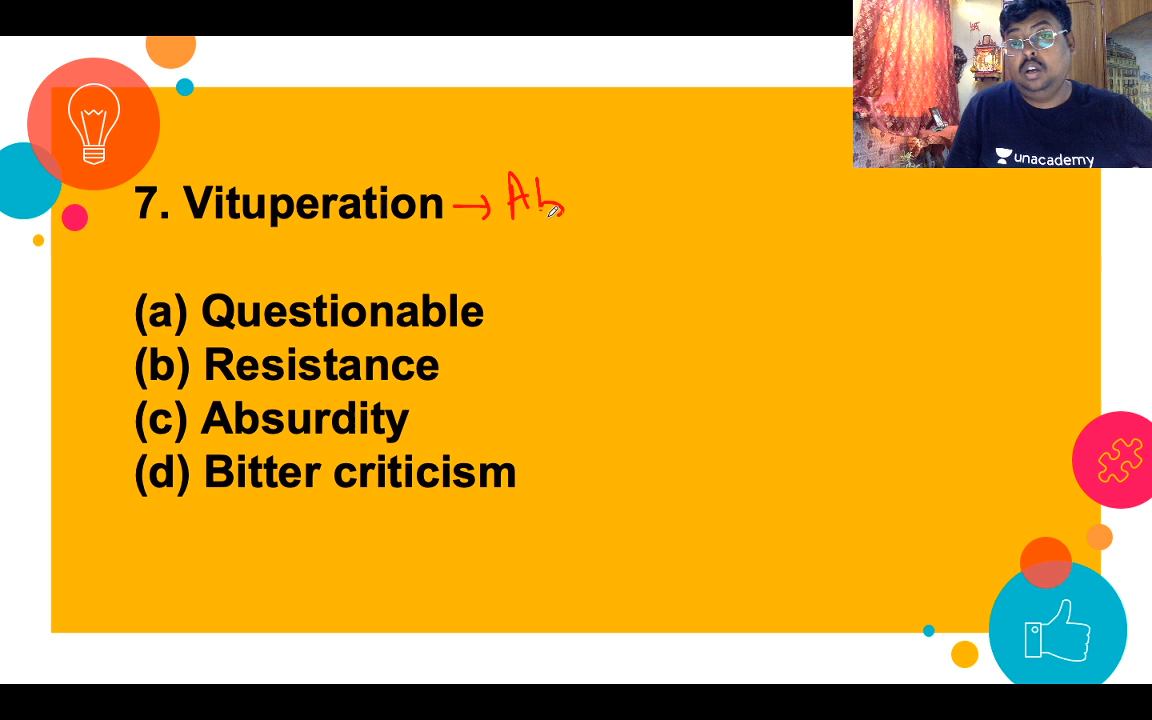 unacademy
7. Vituperation → Ab
(a) Questionable
(b) Resistance
(c) Absurdity
(d) Bitter criticism